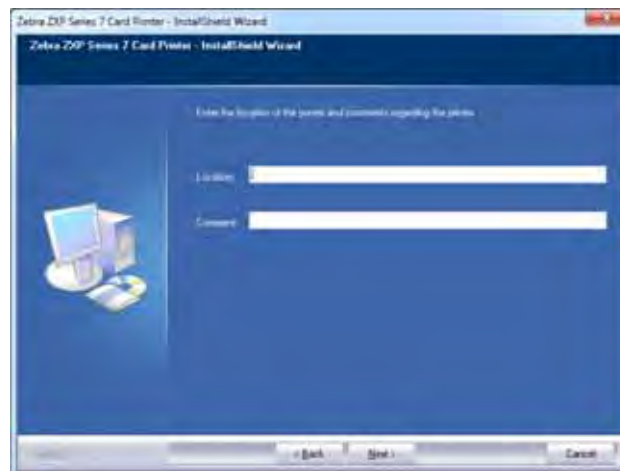 Zebra ZXP Series 7 Card Printer - InstallShield Wizard
Zebra ZXP Series 7 Card Printer - InstallShield Wizard
Enter the location of the printer and comments regarding the printer
Location:
Comment:
< Back
Next >
Cancel